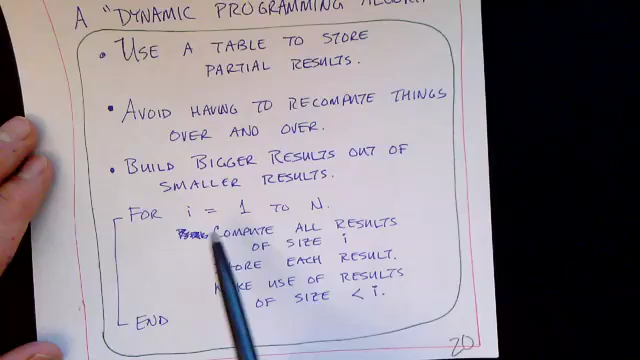 A "DYNAMIC PROGRAMMING
• USE A TABLE TO STORE
PARTIAL RESULTS.
• AVOID HAVING TO RECOMPUTE THINGS
OVER AND OVER.
• BUILD BIGGER RESULTS OUT OF
SMALLER RESULTS.
FOR i = 1 TO N.
COMPUTE ALL RESULTS
OF SIZE i
EACH RESULT.
USE OF RESULTS
OF SIZE < i.
END
20